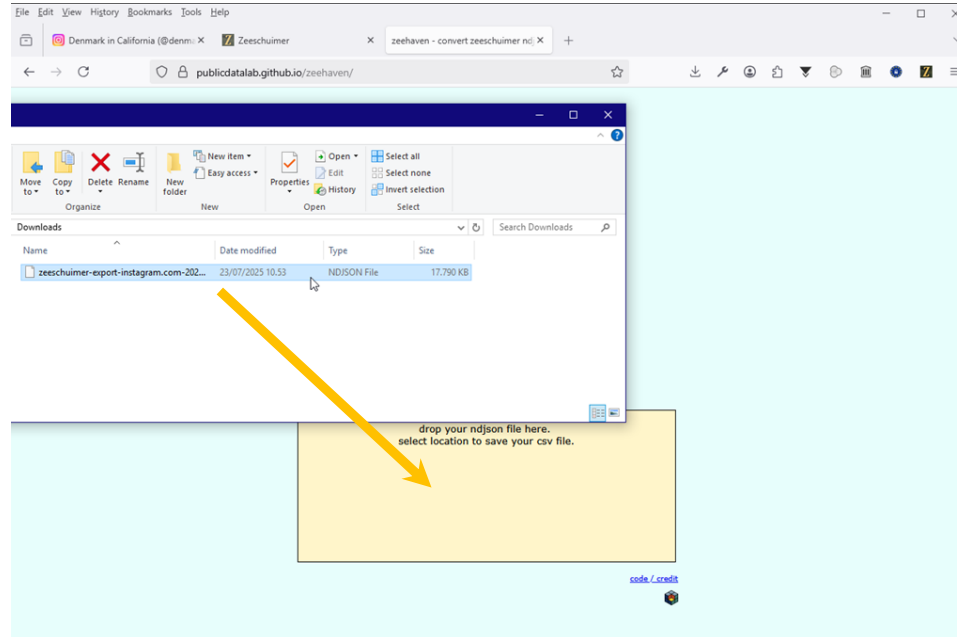 File Edit View History Bookmarks Tools Help
Denmark in California (@denma
Zeeschuimer
zeehaven - convert zeeschuimer nd
publicdatalab.github.io/zeehaven/
Move to
Copy to
Delete
Rename
New folder
New item
Easy access
Properties
Open
Edit
History
Select all
Select none
Invert selection
Organize
New
Open
Select
Downloads
Search Downloads
Name Date modified Type Size
zeeschuimer-export-instagram.com-202... 23/07/2025 10.53 NDJSON File 17.790 KB
drop your ndjson file here.
select location to save your csv file.
code / credit